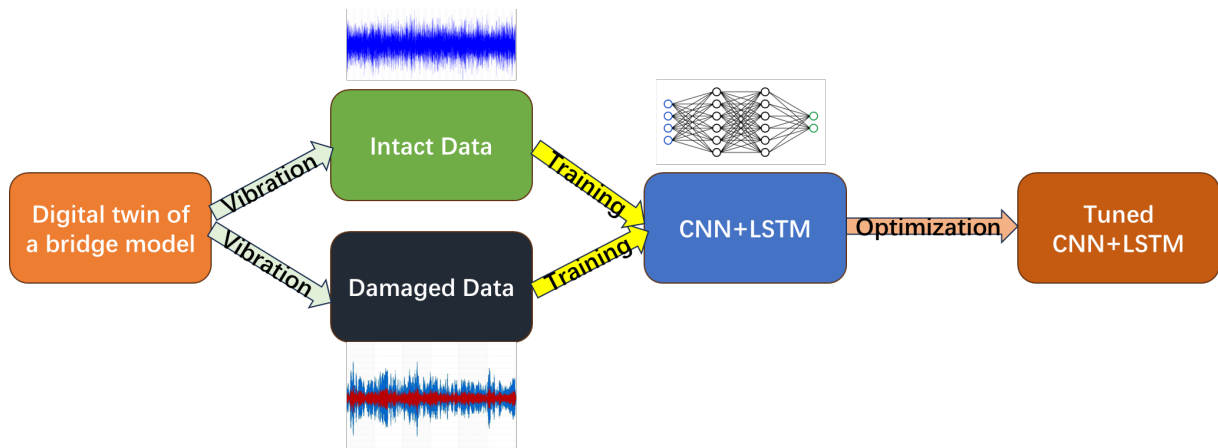 Digital twin of
a bridge model
Vibration
Vibration
Intact Data
Damaged Data
Training
Training
CNN+LSTM
Optimization
Tuned
CNN+LSTM